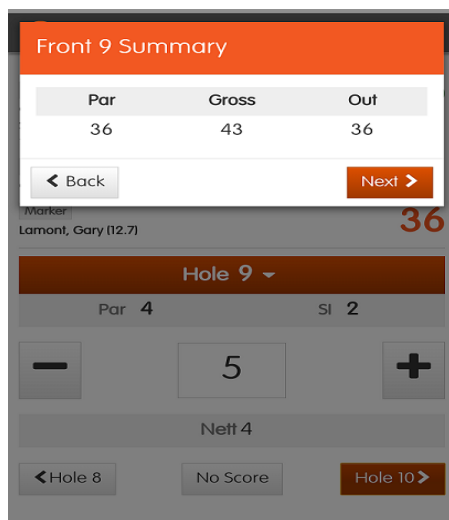 Front 9 Summary
Par Gross Out
36 43 36
Back Next
Marker
Lamont, Gary (12.7)
36
Hole 9
Par 4 SI 2
5
Nett 4
Hole 8 No Score Hole 10